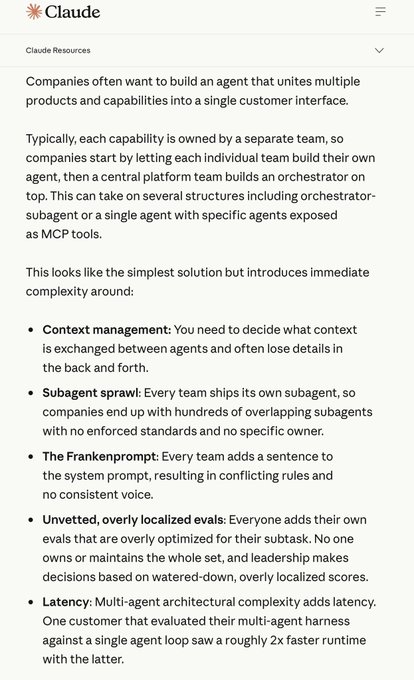 Claude
Claude Resources
Companies often want to build an agent that unites multiple
products and capabilities into a single customer interface.
Typically, each capability is owned by a separate team, so
companies start by letting each individual team build their own
agent, then a central platform team builds an orchestrator on
top. This can take on several structures including orchestrator-
subagent or a single agent with specific agents exposed
as MCP tools.
This looks like the simplest solution but introduces immediate
complexity around:
• Context management: You need to decide what context
is exchanged between agents and often lose details in
the back and forth.
• Subagent sprawl: Every team ships its own subagent, so
companies end up with hundreds of overlapping subagents
with no enforced standards and no specific owner.
• The Frankenprompt: Every team adds a sentence to
the system prompt, resulting in conflicting rules and
no consistent voice.
• Unvetted, overly localized evals: Everyone adds their own
evals that are overly optimized for their subtask. No one
owns or maintains the whole set, and leadership makes
decisions based on watered-down, overly localized scores.
• Latency: Multi-agent architectural complexity adds latency.
One customer that evaluated their multi-agent harness
against a single agent loop saw a roughly 2x faster runtime
with the latter.